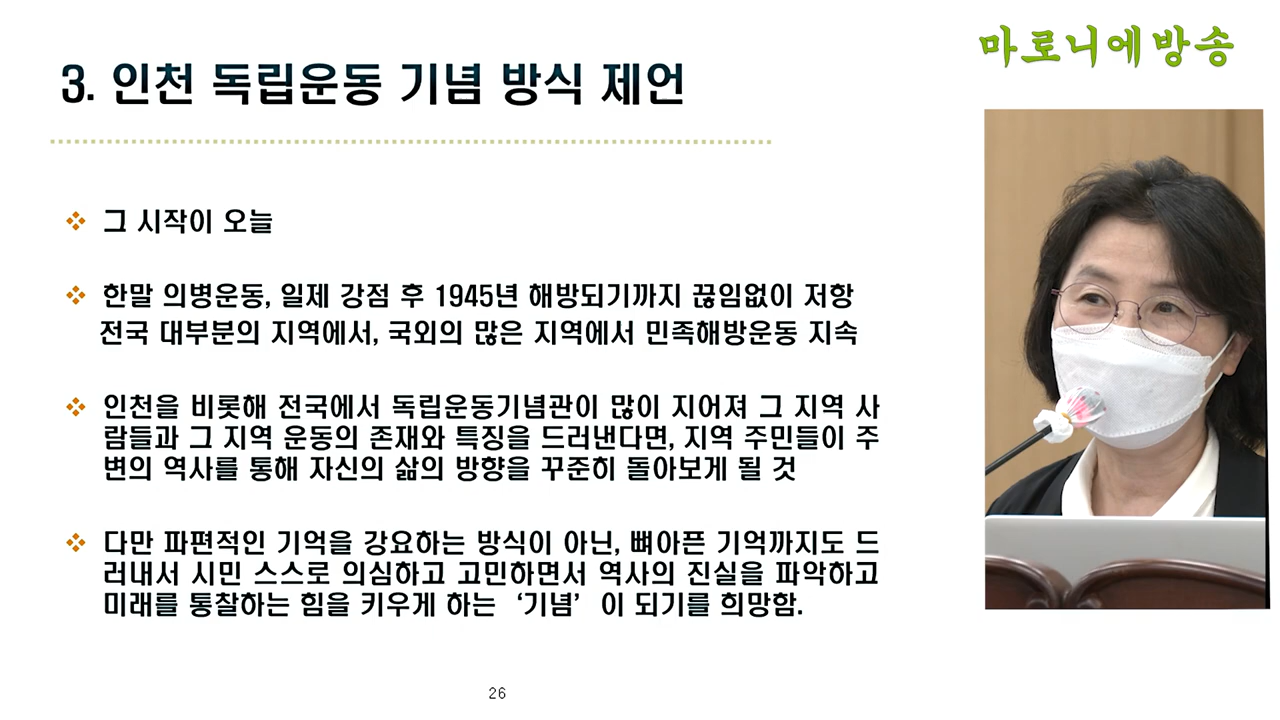 마로니에방송
3. 인천 독립운동 기념 방식 제언
❖ 그 시작이 오늘
❖ 한말 의병운동, 일제 강점 후 1945년 해방되기까지 끊임없이 저항
전국 대부분의 지역에서, 국외의 많은 지역에서 민족해방운동 지속
❖ 인천을 비롯해 전국에서 독립운동기념관이 많이 지어져 그 지역 사
람들과 그 지역 운동의 존재와 특징을 드러낸다면, 지역 주민들이 주
변의 역사를 통해 자신의 삶의 방향을 꾸준히 돌아보게 될 것
❖ 다만 파편적인 기억을 강요하는 방식이 아닌, 뼈아픈 기억까지도 드
러내서 시민 스스로 의심하고 고민하면서 역사의 진실을 파악하고
미래를 통찰하는 힘을 키우게 하는 ‘기념’ 이 되기를 희망함.
26